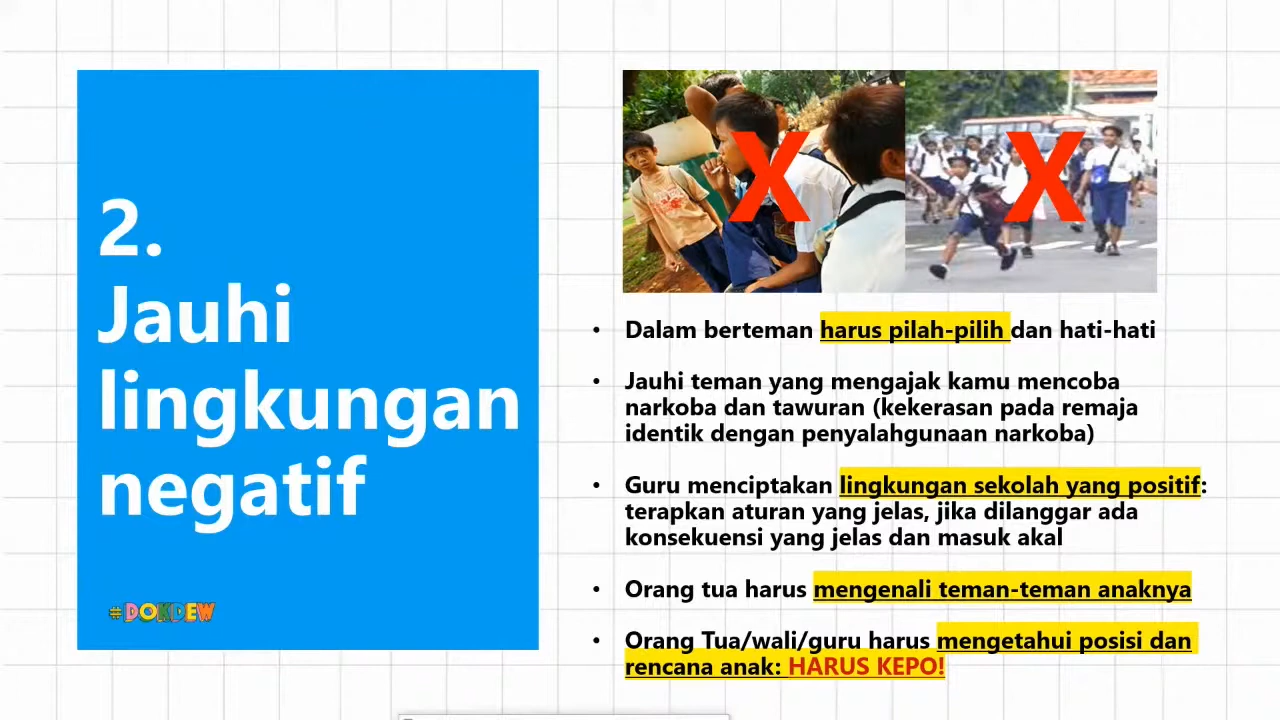 2.
Jauhi
lingkungan
negatif
#DOKDEW
X X
• Dalam berteman harus pilah-pilih dan hati-hati
• Jauhi teman yang mengajak kamu mencoba
narkoba dan tawuran (kekerasan pada remaja
identik dengan penyalahgunaan narkoba)
• Guru menciptakan lingkungan sekolah yang positif:
terapkan aturan yang jelas, jika dilanggar ada
konsekuensi yang jelas dan masuk akal
• Orang tua harus mengenali teman-teman anaknya
• Orang Tua/wali/guru harus mengetahui posisi dan
rencana anak: HARUS KEPO!